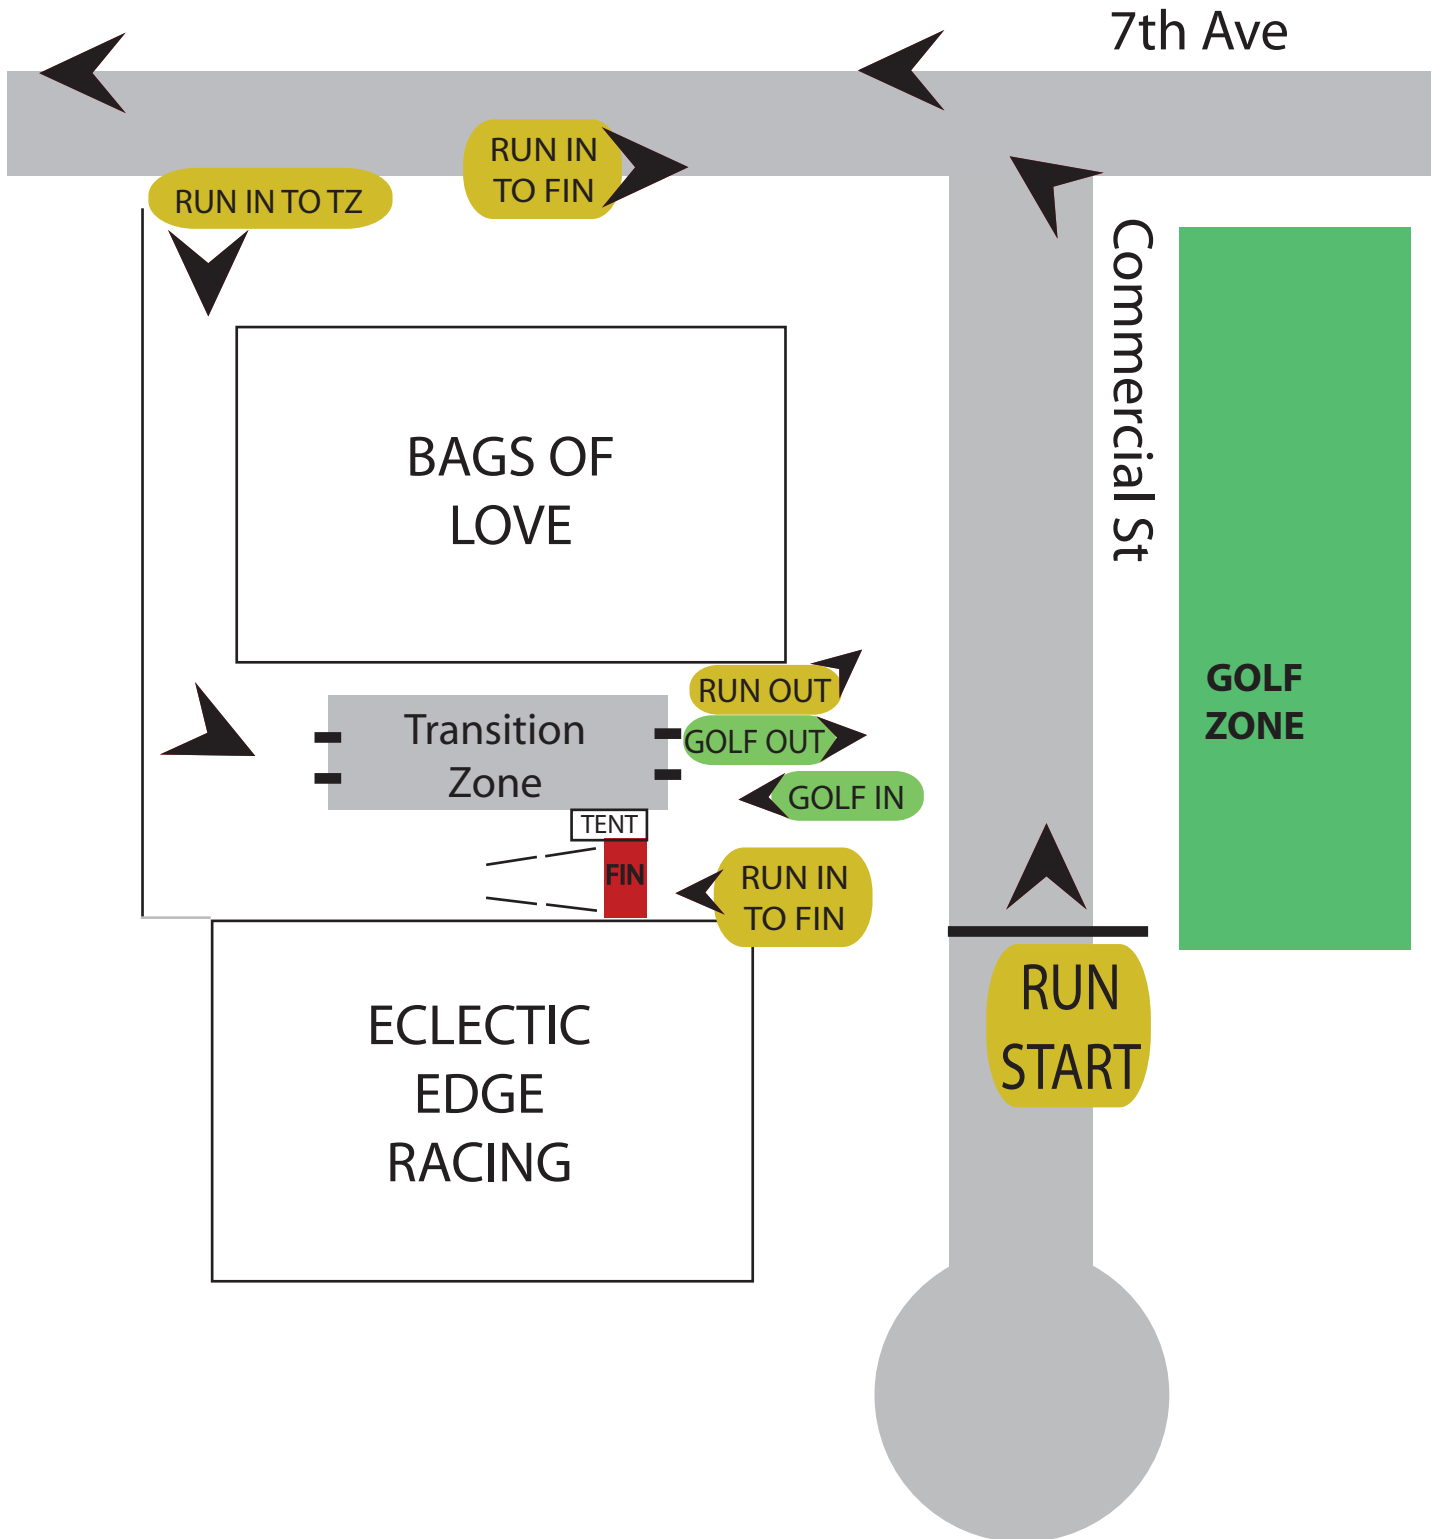 7th Ave
RUN IN
TO FIN
RUN IN TO TZ
Commercial St
BAGS OF
LOVE
GOLF
ZONE
RUN OUT
Transition
Zone
GOLF OUT
GOLF IN
TENT
FIN
RUN IN
TO FIN
RUN
START
ECLECTIC
EDGE
RACING